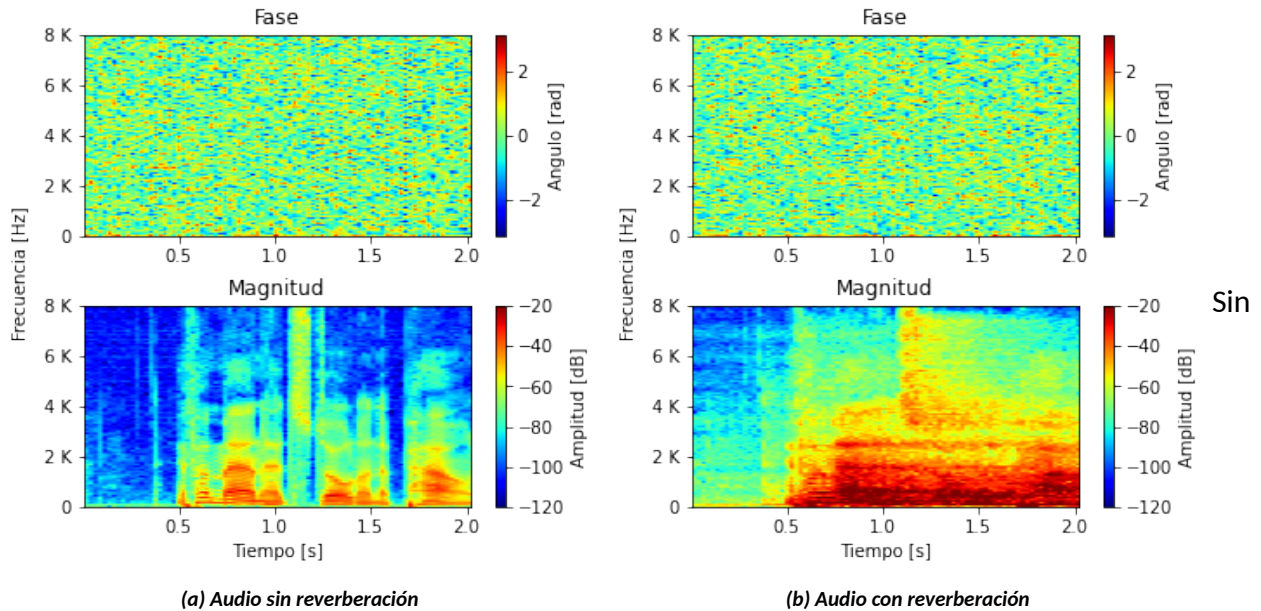 Fase
8 K
6 K
4 K
2 K
0
0.5
1.0
1.5
2.0
2
0
−2
Angulo [rad]
Frecuencia [Hz]
Magnitud
8 K
6 K
4 K
2 K
0
0.5
1.0
1.5
2.0
Tiempo [s]
−20
−40
−60
−80
−100
−120
Amplitud [dB]
(a) Audio sin reverberación
Fase
8 K
6 K
4 K
2 K
0
0.5
1.0
1.5
2.0
2
0
−2
Angulo [rad]
Frecuencia [Hz]
Magnitud
8 K
6 K
4 K
2 K
0
0.5
1.0
1.5
2.0
Tiempo [s]
−20
−40
−60
−80
−100
−120
Amplitud [dB]
(b) Audio con reverberación
Sin